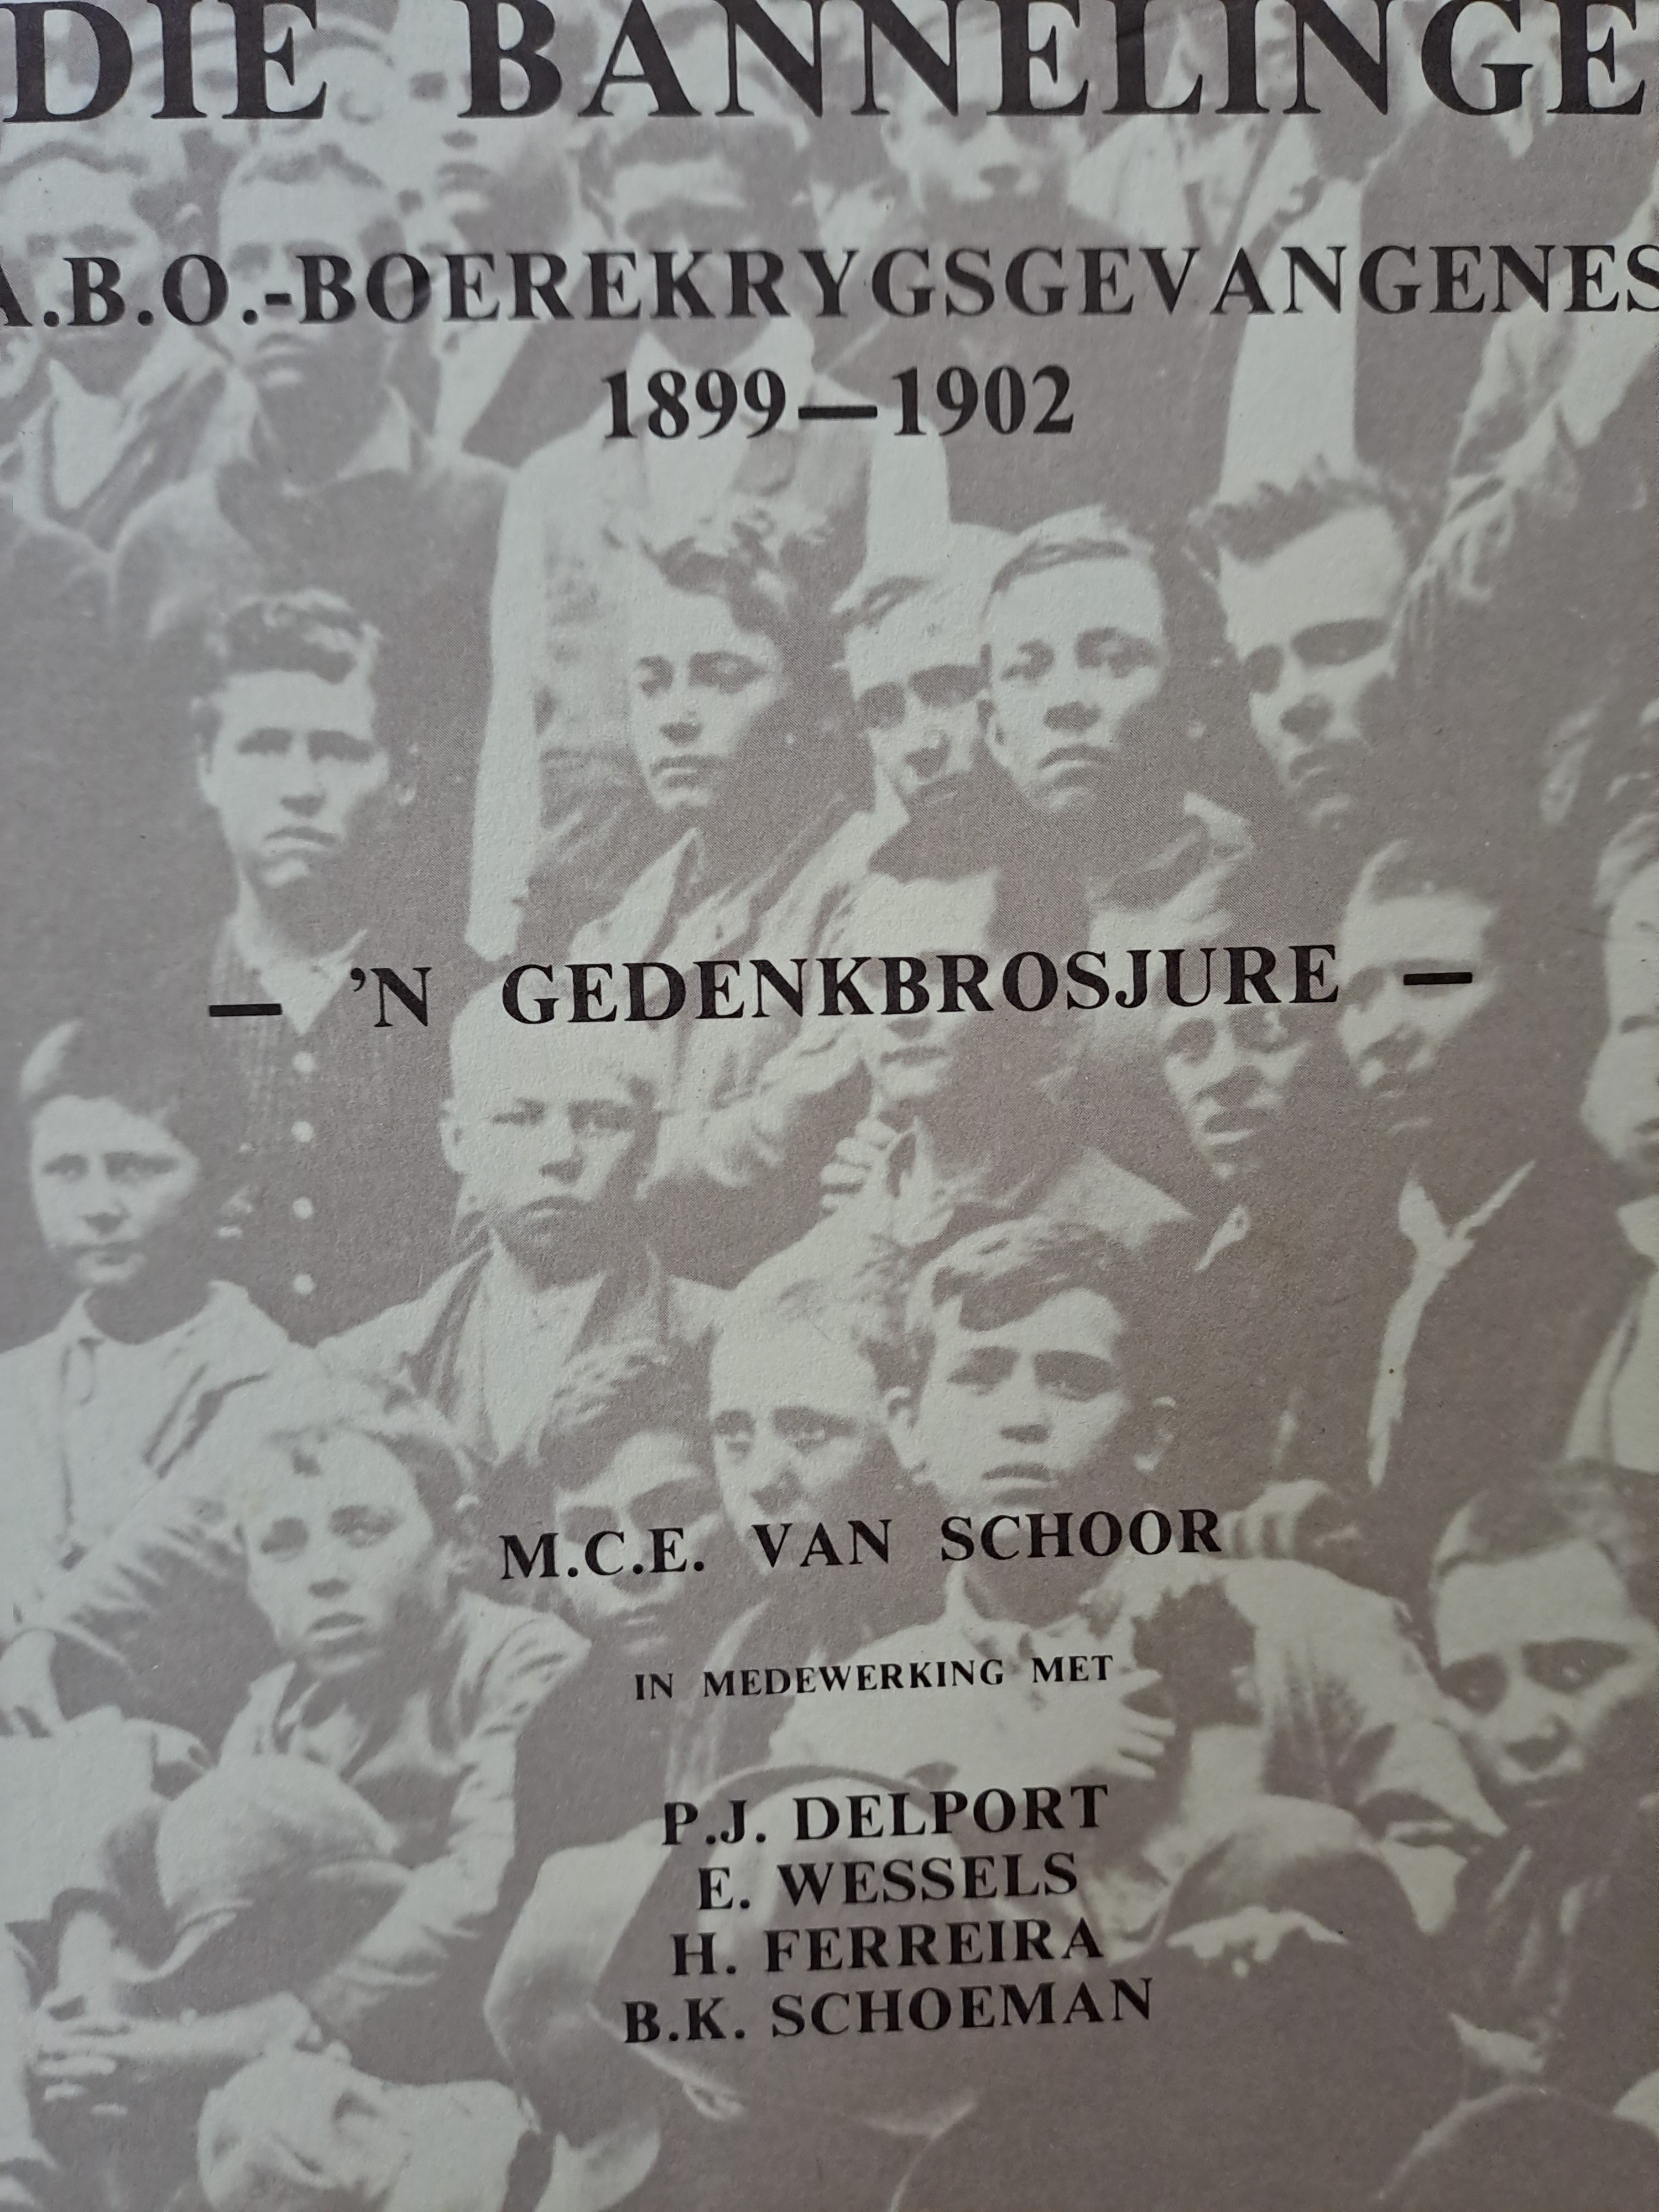 DIE BANNELINGE
A.B.O.-BOEREKRYGSGEVANGENES
1899—1902
— 'N GEDENKBROSJURE —
M.C.E. VAN SCHOOR
IN MEDEWERKING MET
P.J. DELPORT
E. WESSELS
H. FERREIRA
B.K. SCHOEMAN